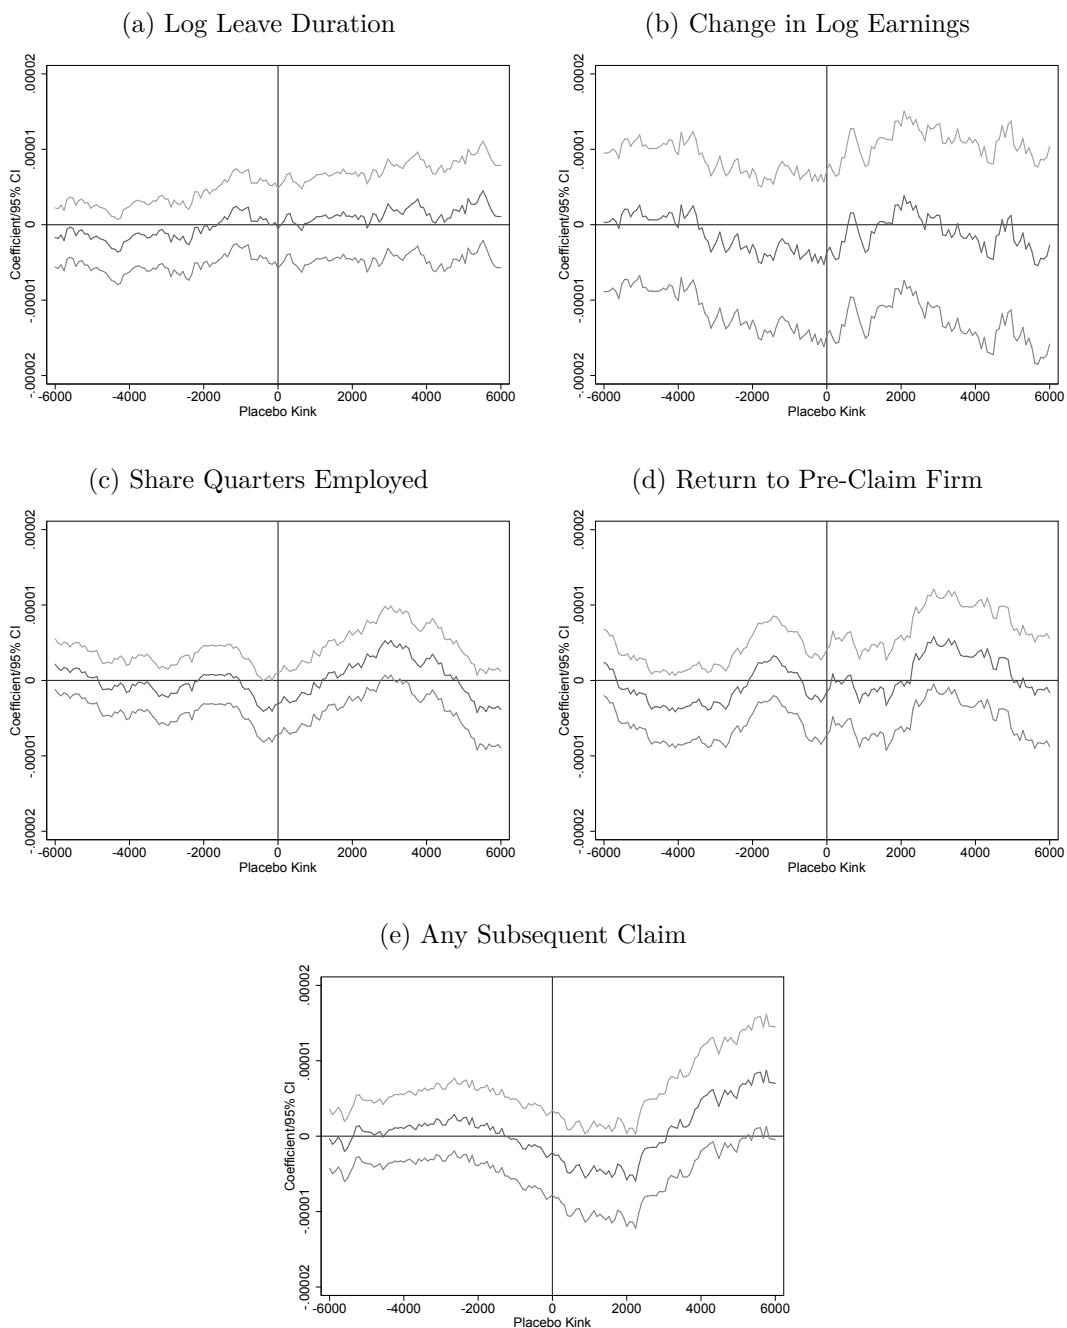 (a) Log Leave Duration
Coefficient/95% CI
.00002
.00001
0
-.00001
-.00002
-6000 -4000 -2000 0 2000 4000 6000
Placebo Kink
(b) Change in Log Earnings
Coefficient/95% CI
.00002
.00001
0
-.00001
-.00002
-6000 -4000 -2000 0 2000 4000 6000
Placebo Kink
(c) Share Quarters Employed
Coefficient/95% CI
.00002
.00001
0
-.00001
-.00002
-6000 -4000 -2000 0 2000 4000 6000
Placebo Kink
(d) Return to Pre-Claim Firm
Coefficient/95% CI
.00002
.00001
0
-.00001
-.00002
-6000 -4000 -2000 0 2000 4000 6000
Placebo Kink
(e) Any Subsequent Claim
Coefficient/95% CI
.00002
.00001
0
-.00001
-.00002
-6000 -4000 -2000 0 2000 4000 6000
Placebo Kink